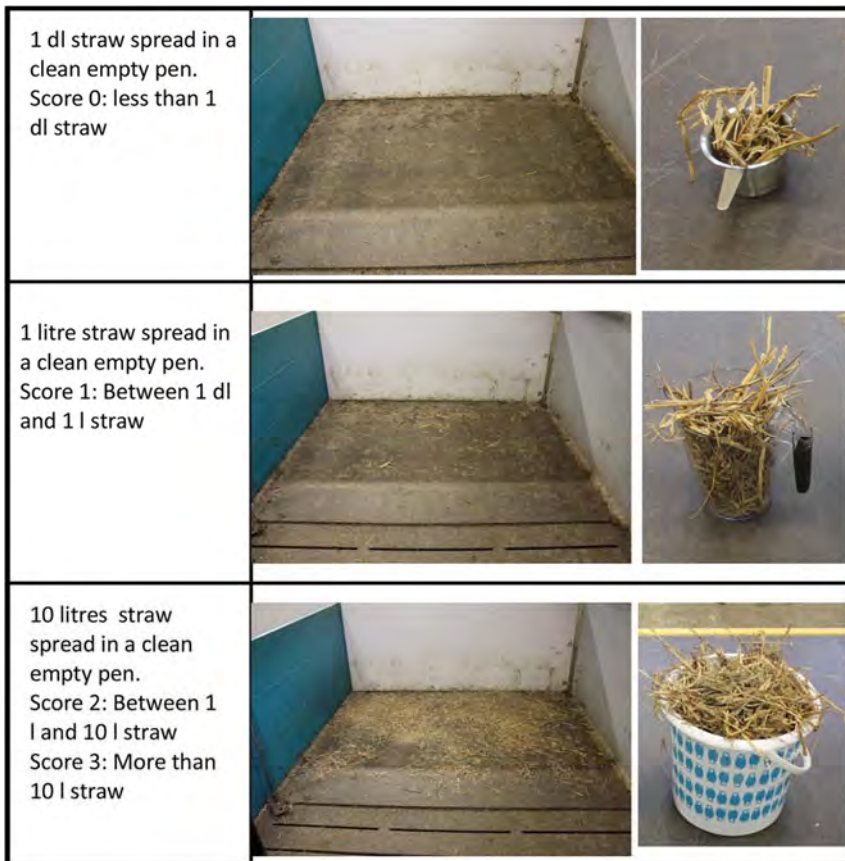 1 dl straw spread in a
clean empty pen.
Score 0: less than 1
dl straw
1 litre straw spread in
a clean empty pen.
Score 1: Between 1 dl
and 1 l straw
10 litres  straw
spread in a clean
empty pen.
Score 2: Between 1
l and 10 l straw
Score 3: More than
10 l straw